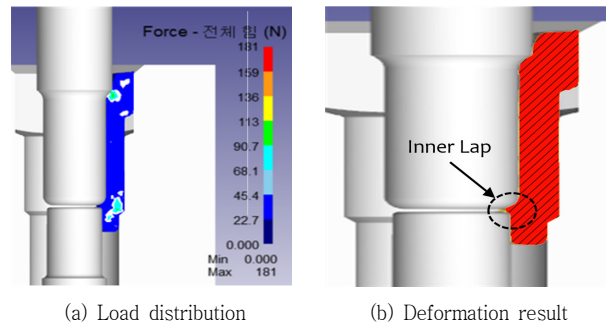 Force - 전체 힘 (N)
181
159
136
113
90.7
68.1
45.4
22.7
0.000
Min 0.000
Max 181
Inner Lap
(a) Load distribution
(b) Deformation result